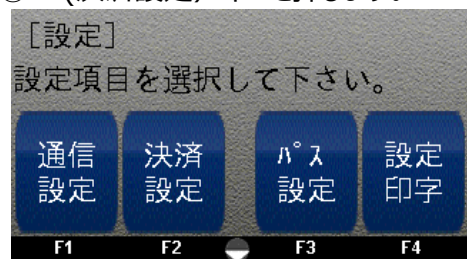 ［設定］
設定項目を選択して下さい。
通信 決済 ﾊﾟｽ 設定
設定 設定 設定 印字
F1 F2 F3 F4